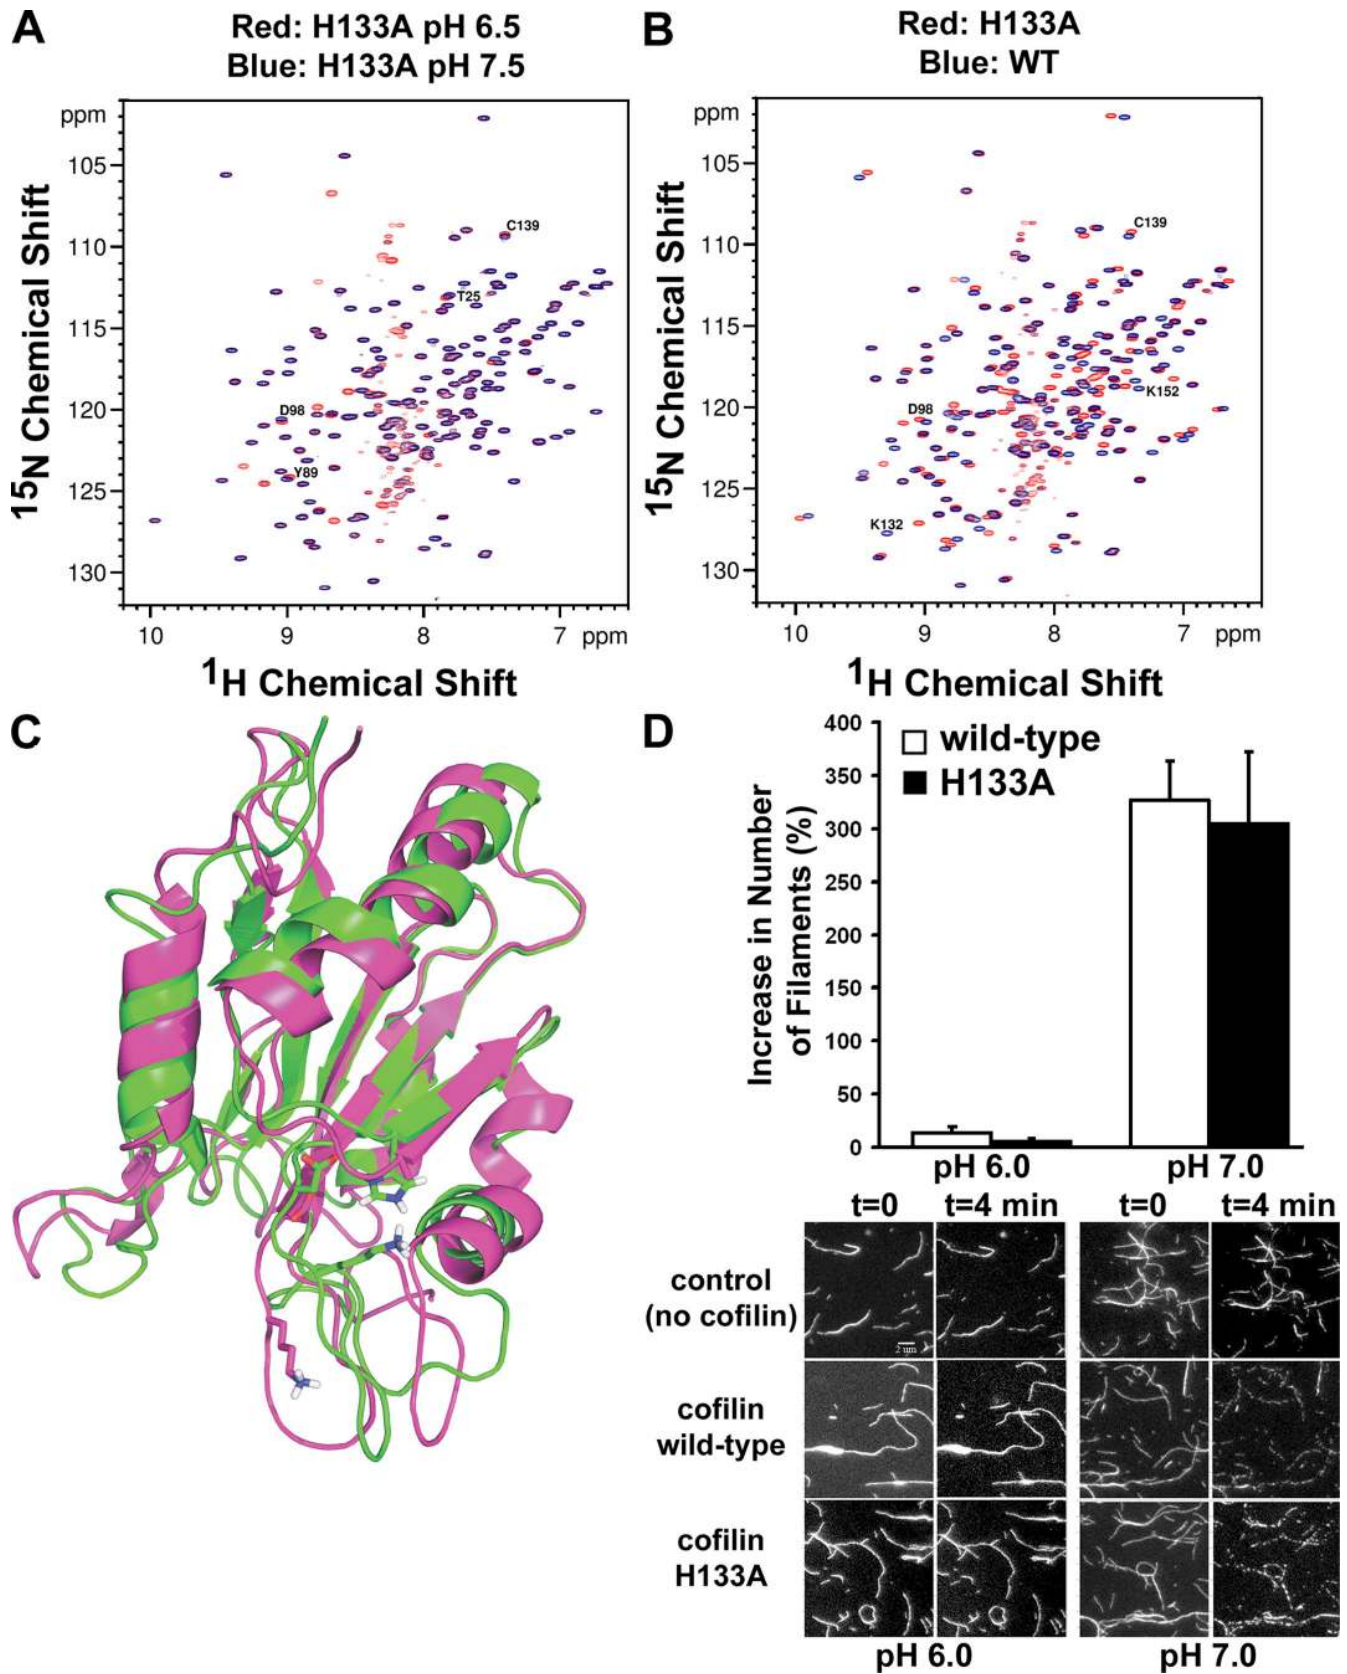 A
Red: H133A pH 6.5
Blue: H133A pH 7.5
ppm
105
110
115
120
125
130
15N Chemical Shift
C139
T25
D98
Y89
10 9 8 7 ppm
1H Chemical Shift
B
Red: H133A
Blue: WT
ppm
105
110
115
120
125
130
15N Chemical Shift
C139
K152
D98
K132
10 9 8 7 ppm
1H Chemical Shift
C
D
400
350
300
250
200
150
100
50
0
Increase in Number
of Filaments (%)
wild-type
H133A
pH 6.0 pH 7.0
t=0 t=4 min t=0 t=4 min
control
(no cofilin)
2 um
cofilin
wild-type
cofilin
H133A
pH 6.0 pH 7.0